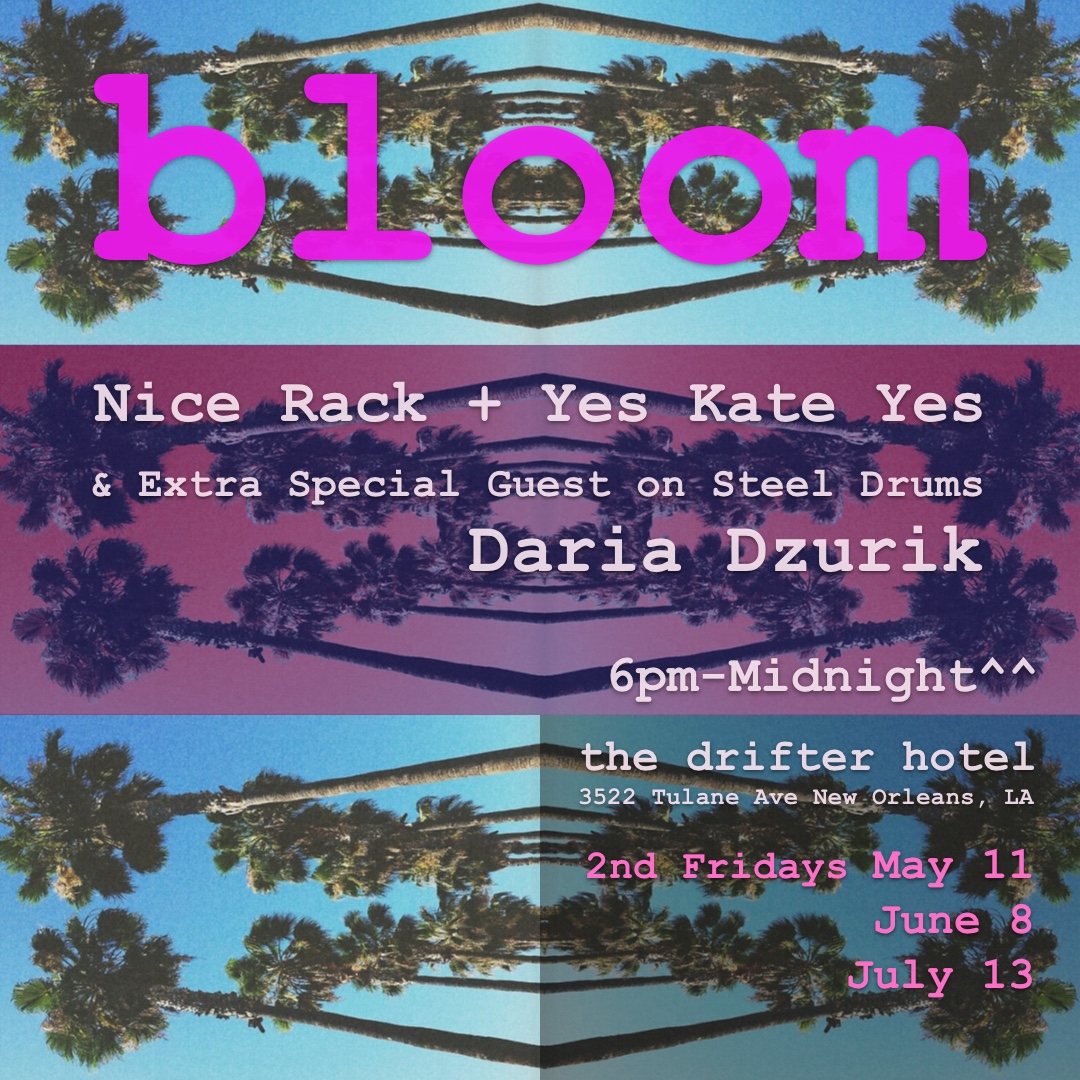 bloom
Nice Rack + Yes Kate Yes
& Extra Special Guest on Steel Drums
Daria Dzurik
6pm-Midnight^^
the drifter hotel
3522 Tulane Ave New Orleans, LA
2nd Fridays May 11
June 8
July 13